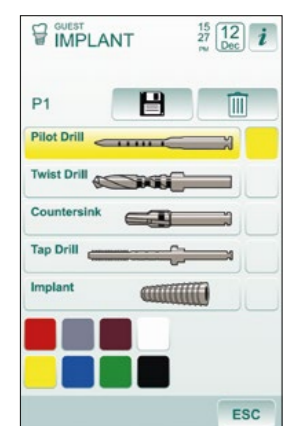 GUEST
IMPLANT
15
27
PM
12
Dec
i
P1
Pilot Drill
Twist Drill
Countersink
Tap Drill
Implant
ESC